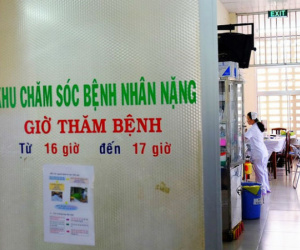 EXIT
KHU CHĂM SÓC BỆNH NHÂN NẶNG
GIỜ THĂM BỆNH
Từ 16 giờ đến 17 giờ